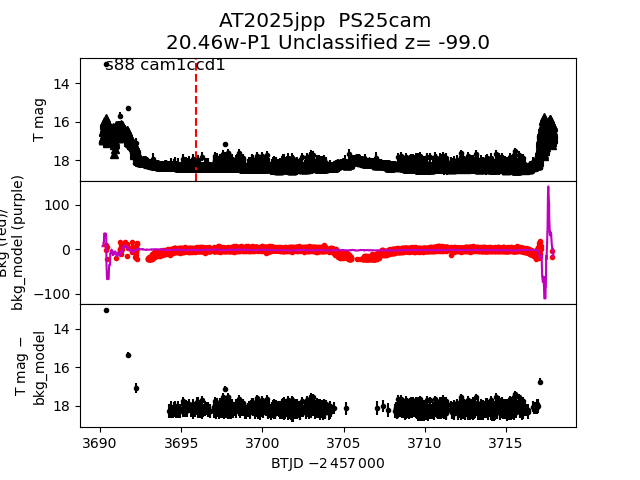 AT2025jpp  PS25cam
20.46w-P1 Unclassified z= -99.0
s88 cam1ccd1
T mag
14
16
18
Bkg (red)/
bkg_model (purple)
100
0
−100
T mag −
bkg_model
14
16
18
3690 3695 3700 3705 3710 3715
BTJD −2 457 000